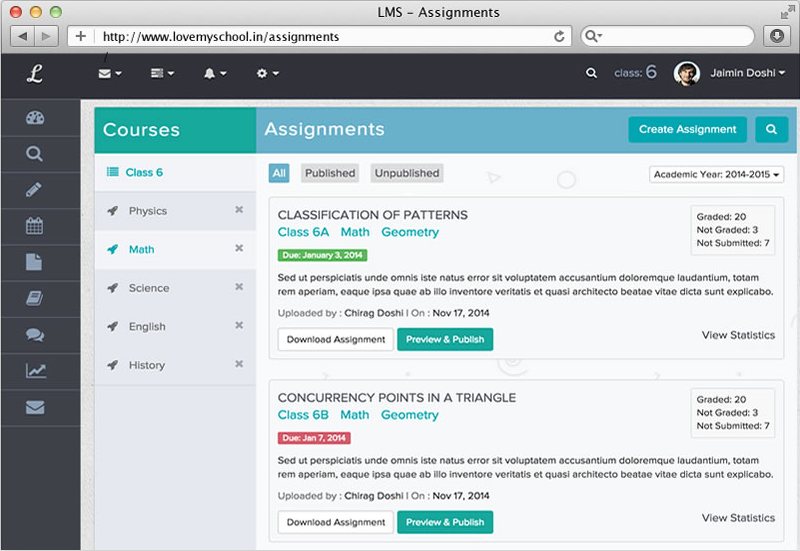 LMS - Assignments
http://www.lovemyschool.in/assignments
L
class: 6
Jaimin Doshi
Courses
Assignments
Create Assignment
Class 6
All
Published
Unpublished
Academic Year: 2014-2015
Physics
Math
Science
English
History
CLASSIFICATION OF PATTERNS
Class 6A Math Geometry
Due: January 3, 2014
Graded: 20
Not Graded: 3
Not Submitted: 7
Sed ut perspiciatis unde omnis iste natus error sit voluptatem accusantium doloremque laudantium, totam
rem aperiam, eaque ipsa quae ab illo inventore veritatis et quasi architecto beatae vitae dicta sunt explicabo.
Uploaded by : Chirag Doshi | On : Nov 17, 2014
Download Assignment
Preview & Publish
View Statistics
CONCURRENCY POINTS IN A TRIANGLE
Class 6B Math Geometry
Due: Jan 7, 2014
Graded: 20
Not Graded: 3
Not Submitted: 7
Sed ut perspiciatis unde omnis iste natus error sit voluptatem accusantium doloremque laudantium, totam
rem aperiam, eaque ipsa quae ab illo inventore veritatis et quasi architecto beatae vitae dicta sunt explicabo.
Uploaded by : Chirag Doshi | On : Nov 17, 2014
Download Assignment
Preview & Publish
View Statistics